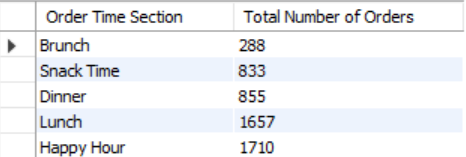 Order Time Section Total Number of Orders
Brunch 288
Snack Time 833
Dinner 855
Lunch 1657
Happy Hour 1710